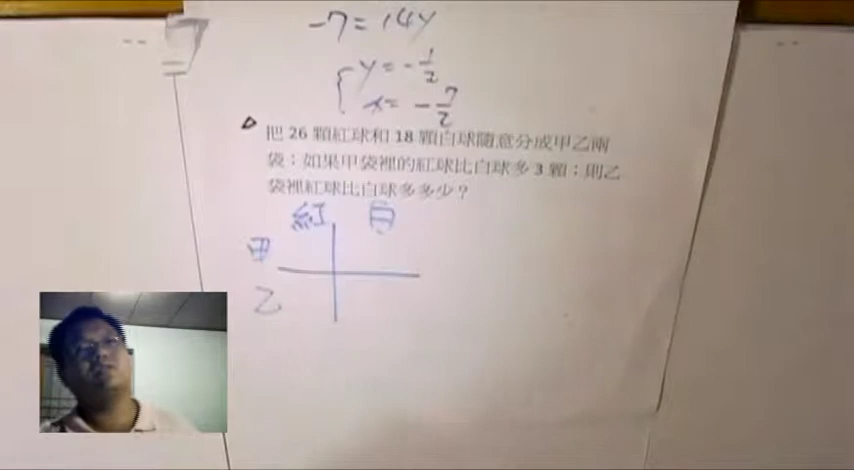 -7=14y
y=-1/2
x=-7/2
把 26 顆紅球和 18 顆白球隨意分成甲乙兩
袋；如果甲袋裡的紅球比白球多 3 顆；則乙
袋裡紅球比白球多多少？
紅 白
甲
乙